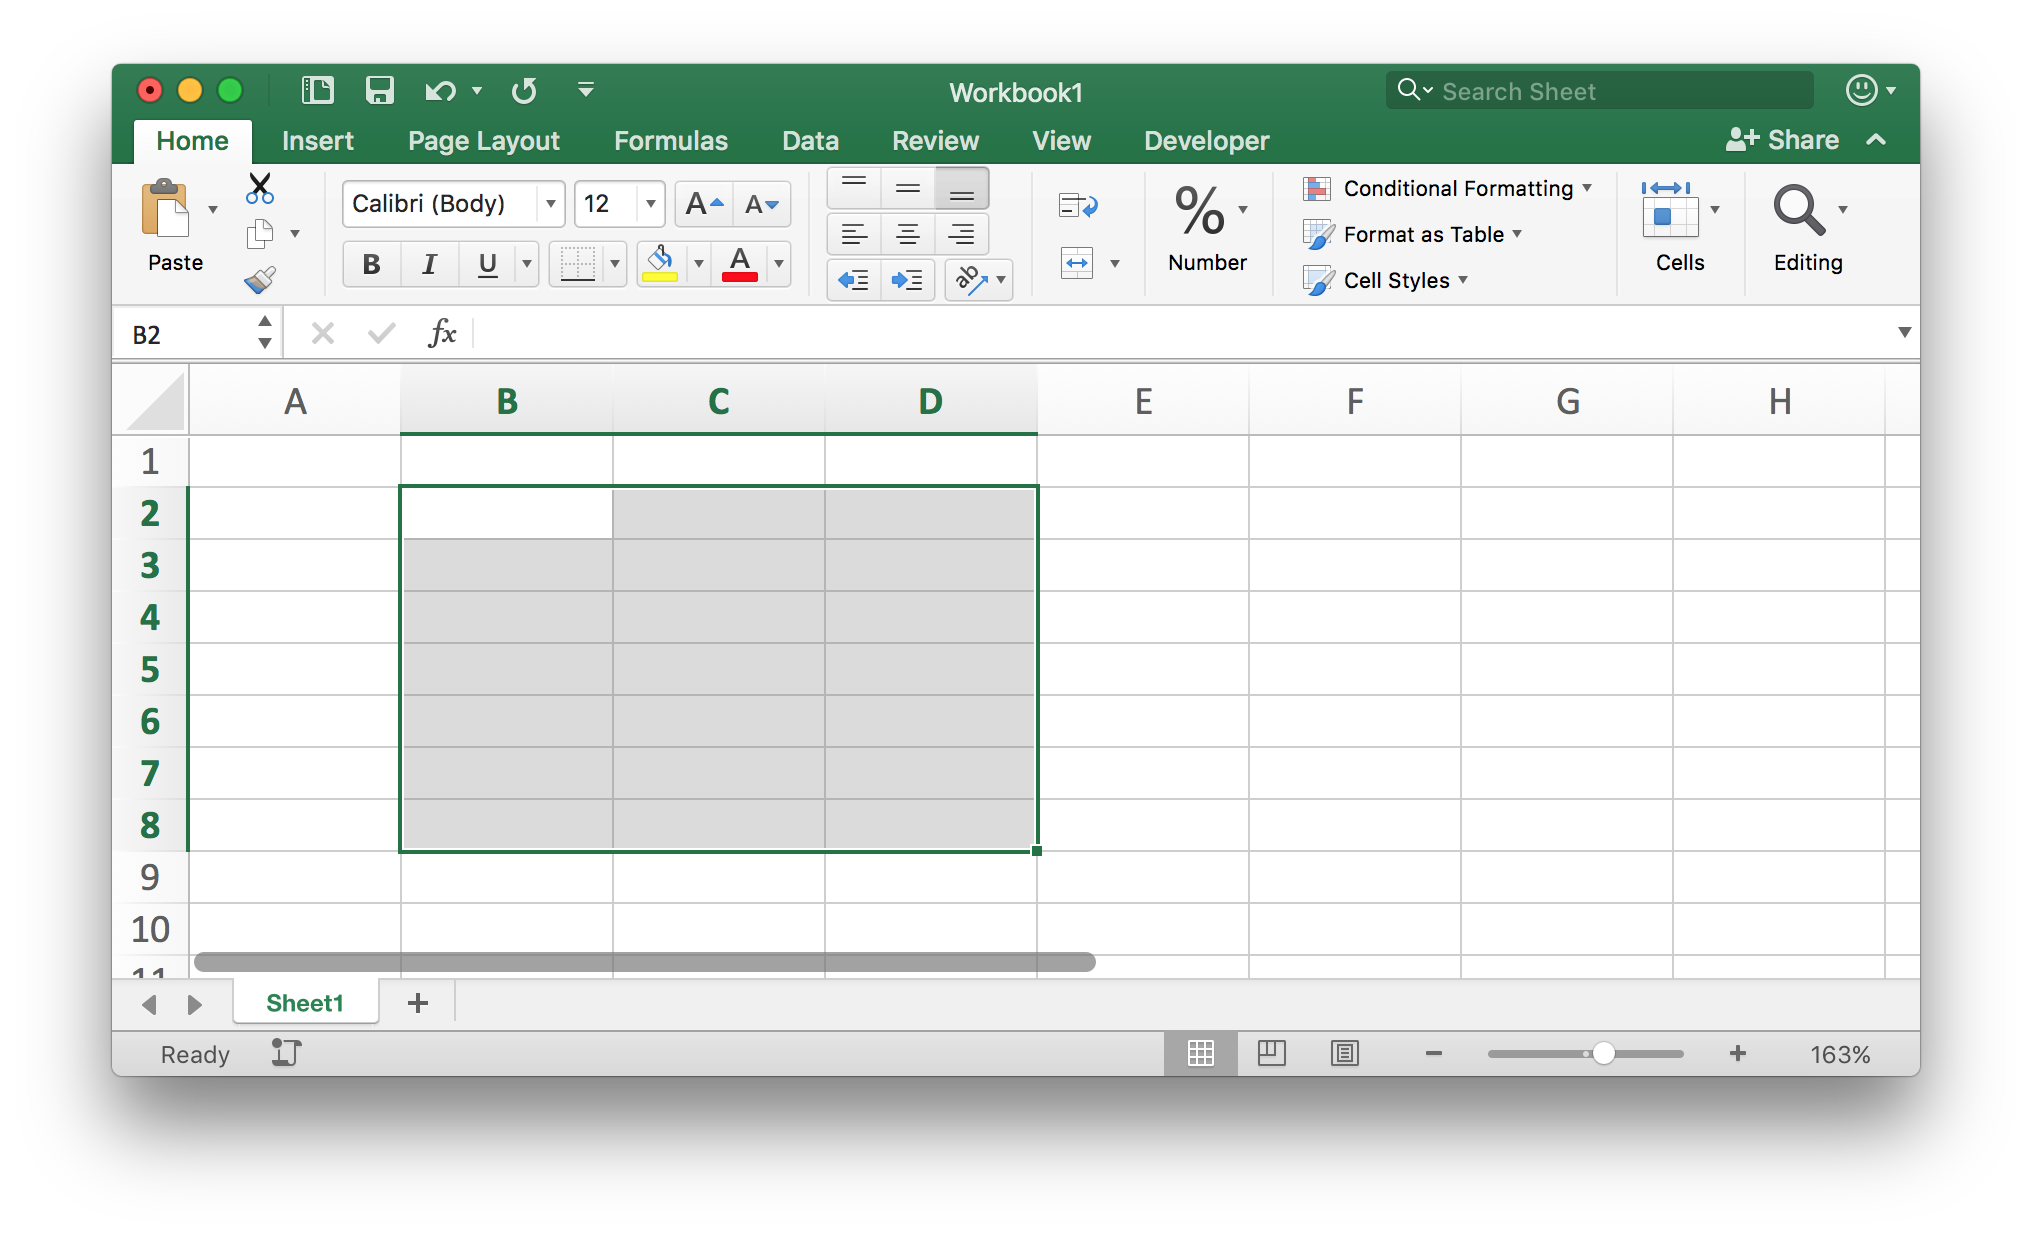 Workbook1
Search Sheet
Home Insert Page Layout Formulas Data Review View Developer Share
Paste
Calibri (Body) 12 A A
B I U A
ab
% Number
Conditional Formatting
Format as Table
Cell Styles
Cells
Editing
B2 fx
A B C D E F G H
1
2
3
4
5
6
7
8
9
10
11
Sheet1 +
Ready 163%